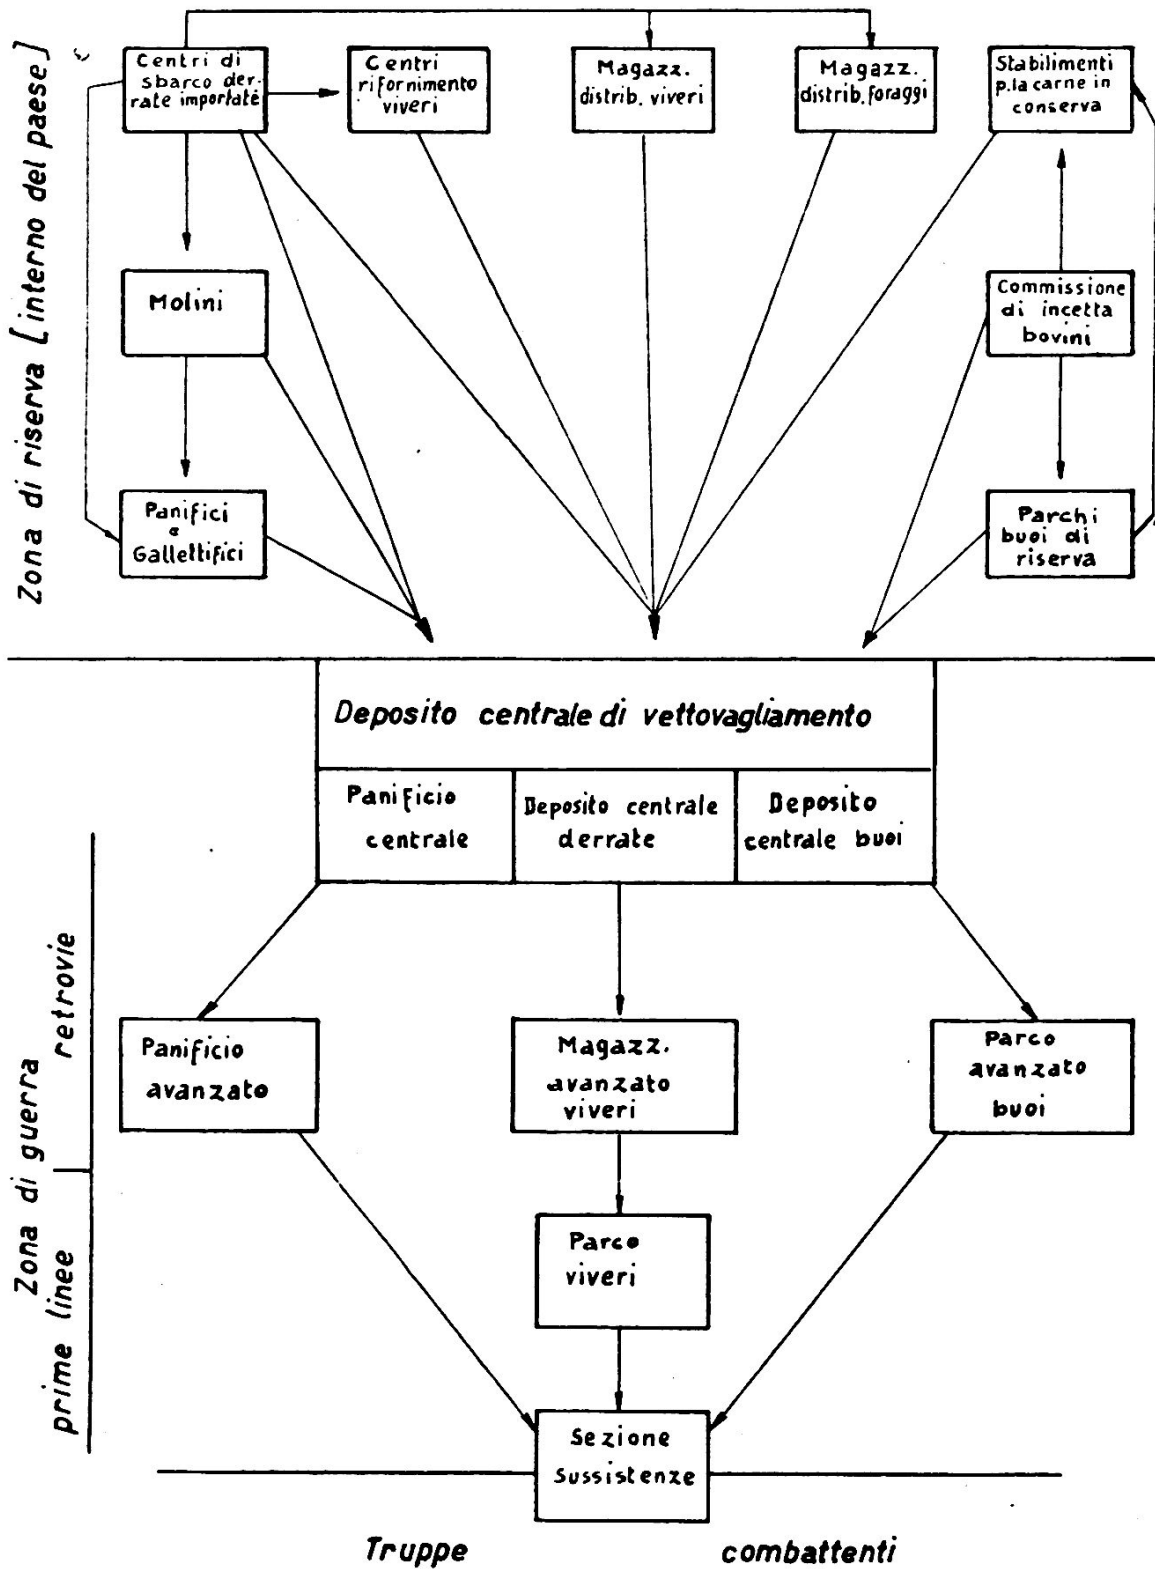 Zona di riserva [interno del paese]
Centri di
sbarco der-
rate importate
Centri
rifornimento
viveri
Magazz.
distrib. viveri
Magazz.
distrib. foraggi
Stabilimenti
p.la carne in
conserva
Molini
Commissione
di incetta
bovini
Panifici
e
Gallettifici
Parchi
buoi di
riserva
Deposito centrale di vettovagliamento
Panificio
centrale
Deposito centrale
derrate
Deposito
centrale buoi
Zona di guerra
retrovie
prime linee
Panificio
avanzato
Magazz.
avanzato
viveri
Parco
avanzato
buoi
Parco
viveri
Sezione
Sussistenze
Truppe combattenti